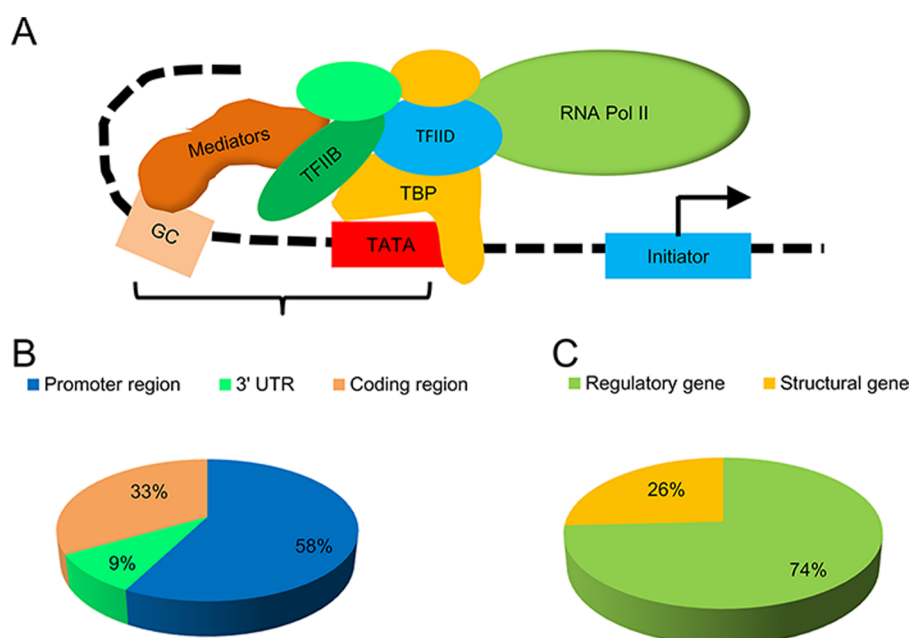 A
RNA Pol II
Mediators
TFIIB
TFIID
TBP
GC
TATA
Initiator
B
Promoter region
3' UTR
Coding region
33%
9%
58%
C
Regulatory gene
Structural gene
26%
74%